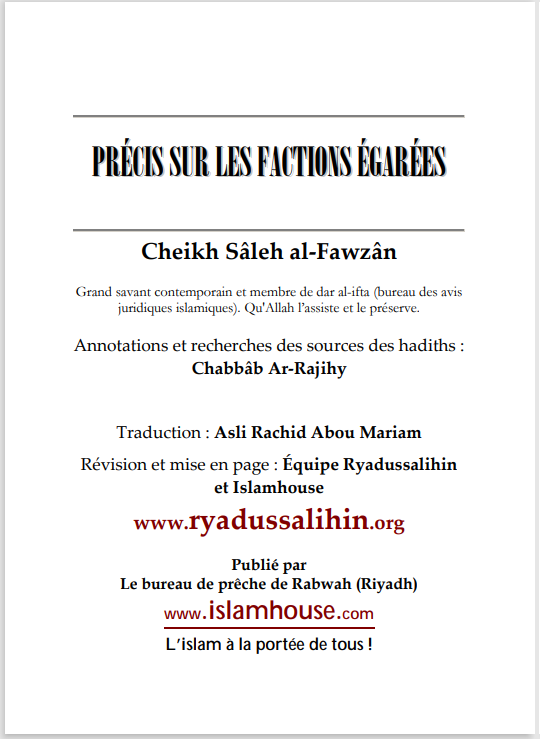 PRÉCIS SUR LES FACTIONS ÉGARÉES
Cheikh Sâleh al-Fawzân
Grand savant contemporain et membre de dar al-ifta (bureau des avis
juridiques islamiques). Qu'Allah l'assiste et le préserve.
Annotations et recherches des sources des hadiths :
Chabbâb Ar-Rajihy
Traduction : Asli Rachid Abou Mariam
Révision et mise en page : Équipe Ryadussalihin
et Islamhouse
www.ryadussalihin.org
Publié par
Le bureau de prêche de Rabwah (Riyadh)
www.islamhouse.com
L'islam à la portée de tous !